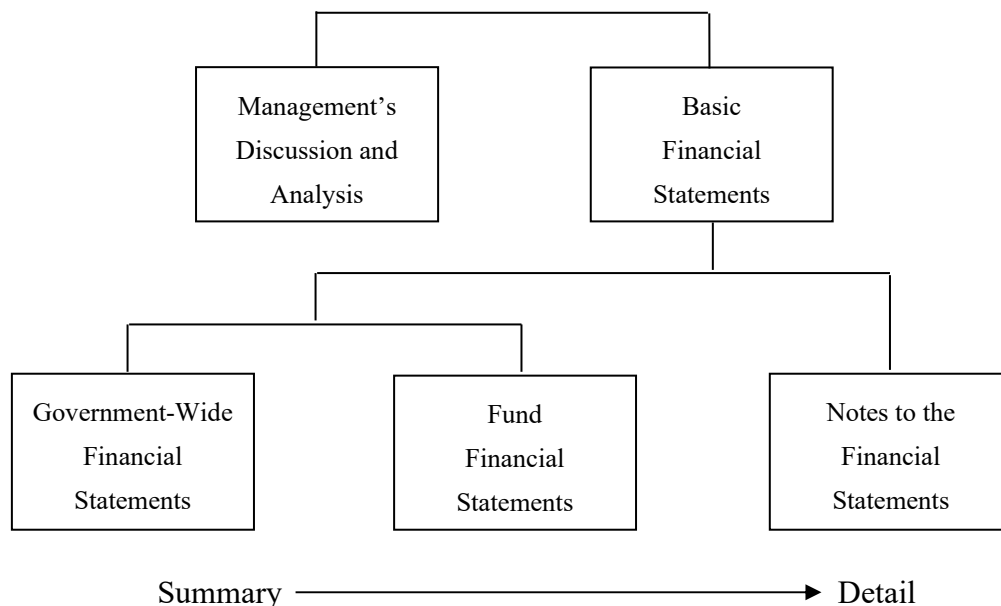 Management’s
Discussion and
Analysis
Basic
Financial
Statements
Government-Wide
Financial
Statements
Fund
Financial
Statements
Notes to the
Financial
Statements
Summary
Detail